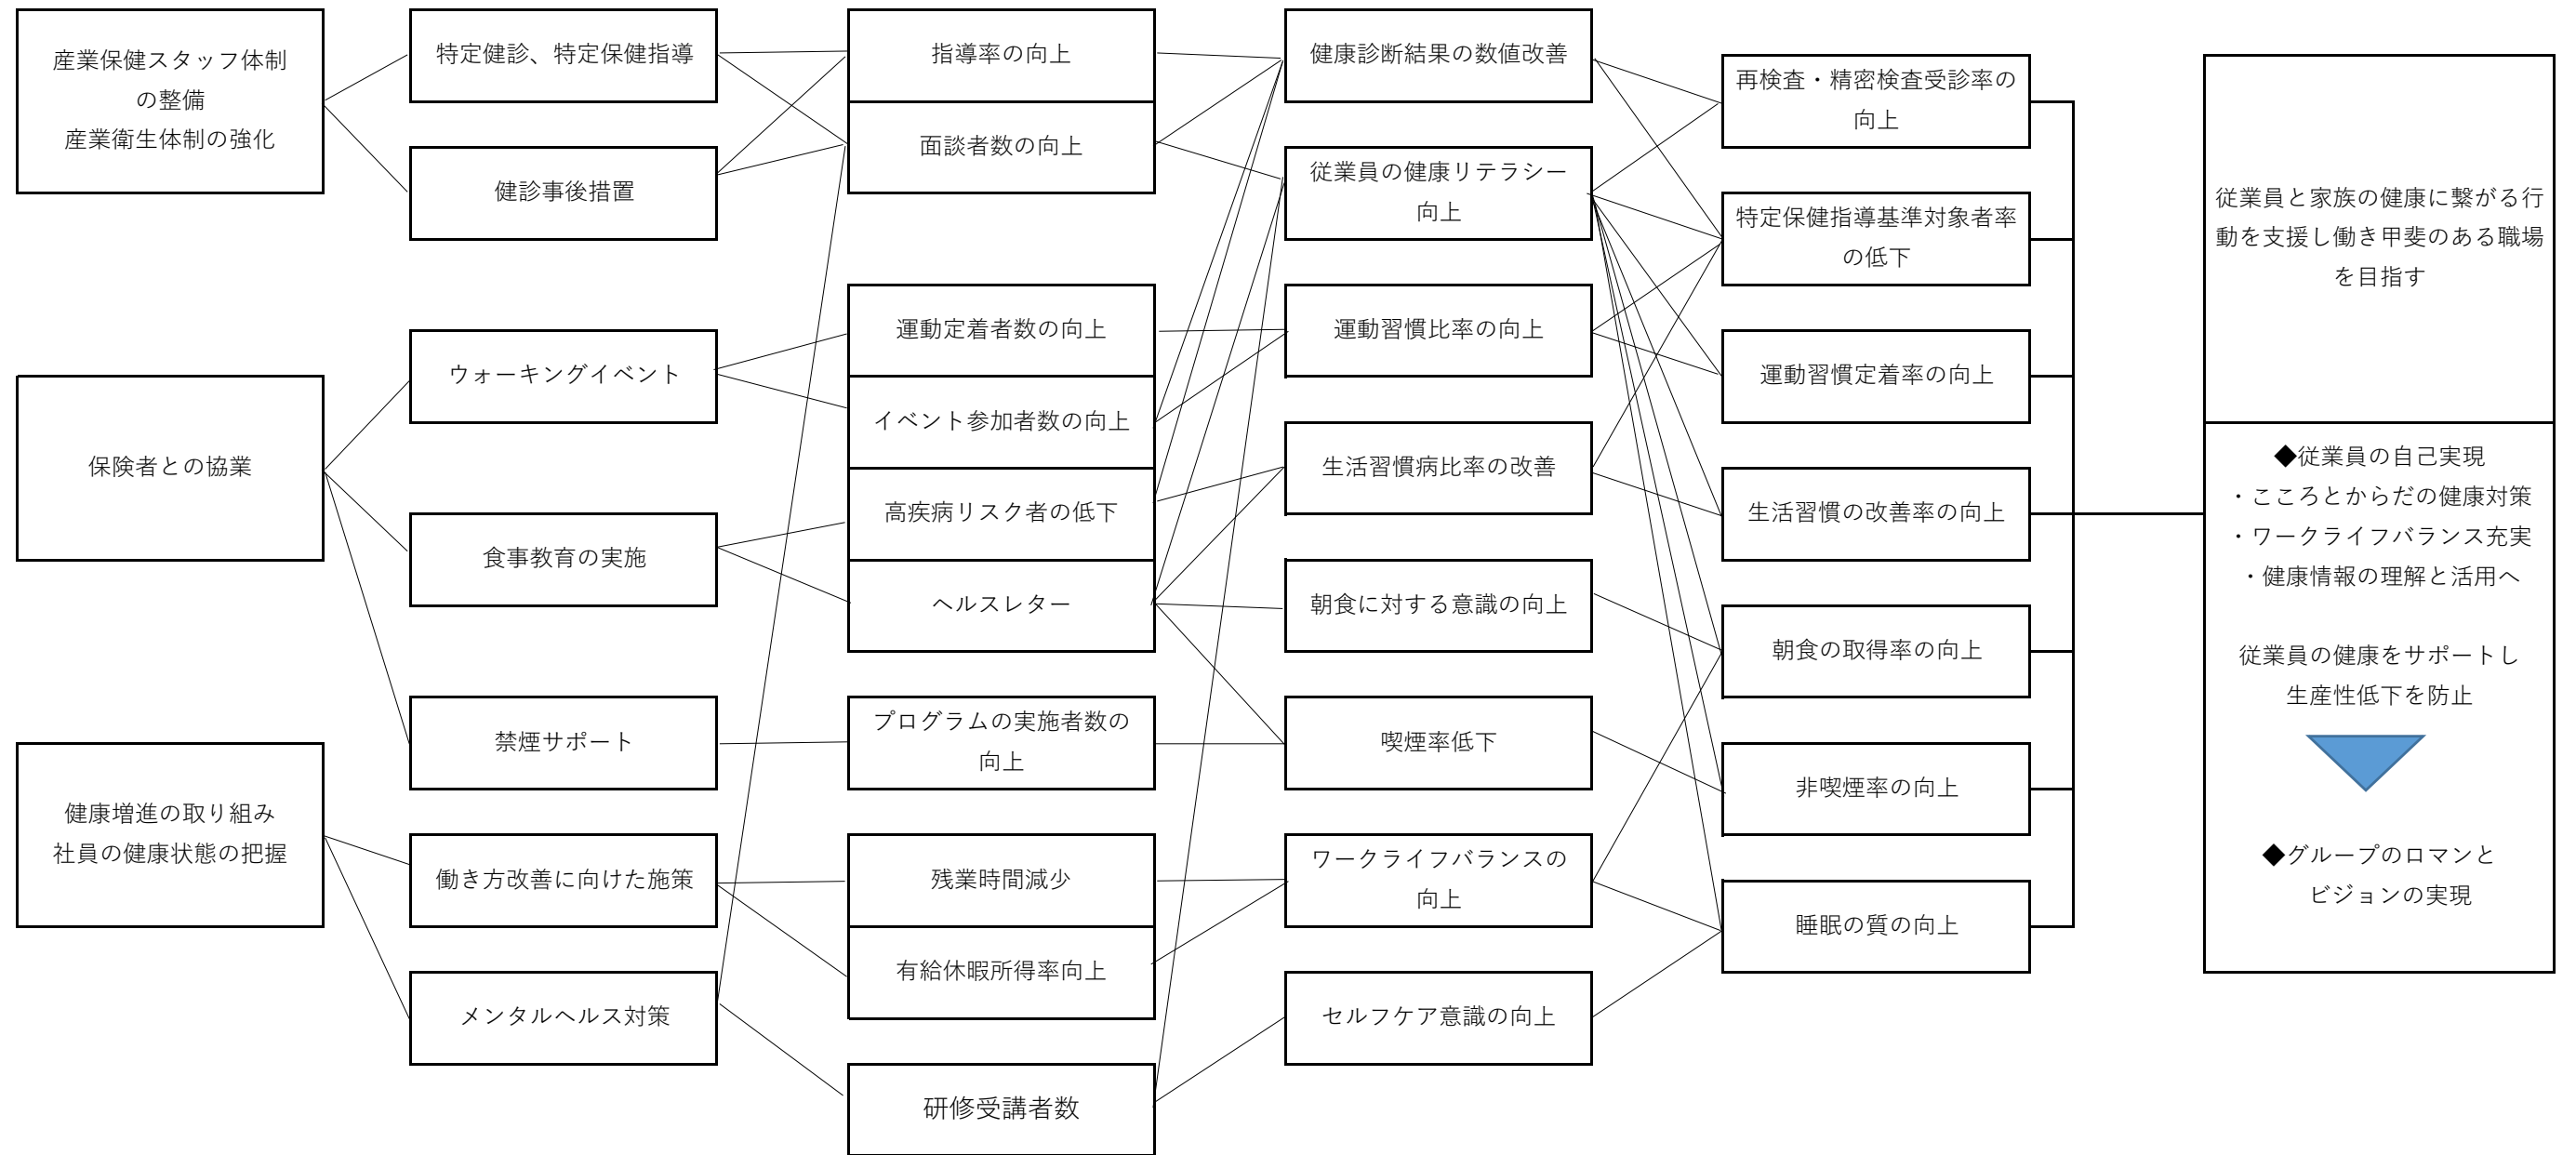 産業保健スタッフ体制
の整備
産業衛生体制の強化
保険者との協業
健康増進の取り組み
社員の健康状態の把握
特定健診、特定保健指導
健診事後措置
ウォーキングイベント
食事教育の実施
禁煙サポート
働き方改善に向けた施策
メンタルヘルス対策
指導率の向上
面談者数の向上
運動定着者数の向上
イベント参加者数の向上
高疾病リスク者の低下
ヘルスレター
プログラムの実施者数の
向上
残業時間減少
有給休暇所得率向上
研修受講者数
健康診断結果の数値改善
従業員の健康リテラシー
向上
運動習慣比率の向上
生活習慣病比率の改善
朝食に対する意識の向上
喫煙率低下
ワークライフバランスの
向上
セルフケア意識の向上
再検査・精密検査受診率の
向上
特定保健指導基準対象者率
の低下
運動習慣定着率の向上
生活習慣の改善率の向上
朝食の取得率の向上
非喫煙率の向上
睡眠の質の向上
従業員と家族の健康に繋がる行
動を支援し働き甲斐のある職場
を目指す
◆従業員の自己実現
・こころとからだの健康対策
・ワークライフバランス充実
・健康情報の理解と活用へ
従業員の健康をサポートし
生産性低下を防止
◆グループのロマンと
ビジョンの実現